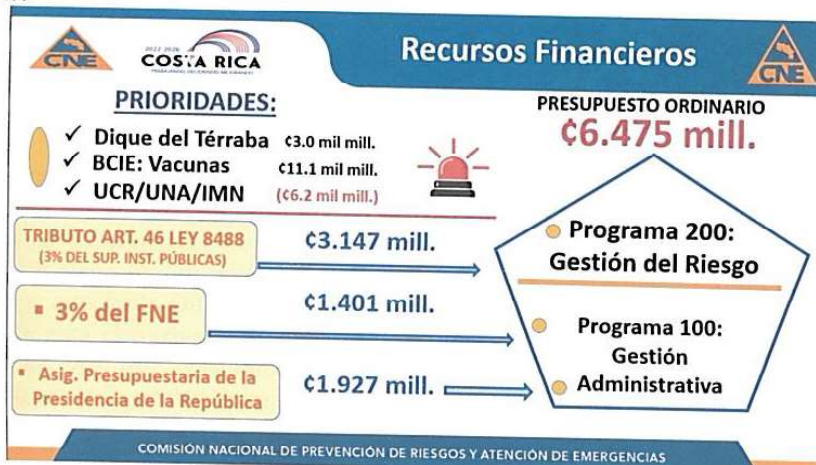 CNE
2022-2026
COSTA RICA
Recursos Financieros
CNE
PRIORIDADES:
✓ Dique del Térraba ¢3.0 mil mill.
✓ BCIE: Vacunas ¢11.1 mil mill.
✓ UCR/UNA/IMN (¢6.2 mil mill.)
PRESUPUESTO ORDINARIO
¢6.475 mill.
TRIBUTO ART. 46 LEY 8488
(3% DEL SUP. INST. PÚBLICAS)
¢3.147 mill.
▪ 3% del FNE
¢1.401 mill.
▪ Asig. Presupuestaria de la
Presidencia de la República
¢1.927 mill.
Programa 200:
Gestión del Riesgo
Programa 100:
Gestión
Administrativa
COMISIÓN NACIONAL DE PREVENCIÓN DE RIESGOS Y ATENCIÓN DE EMERGENCIAS